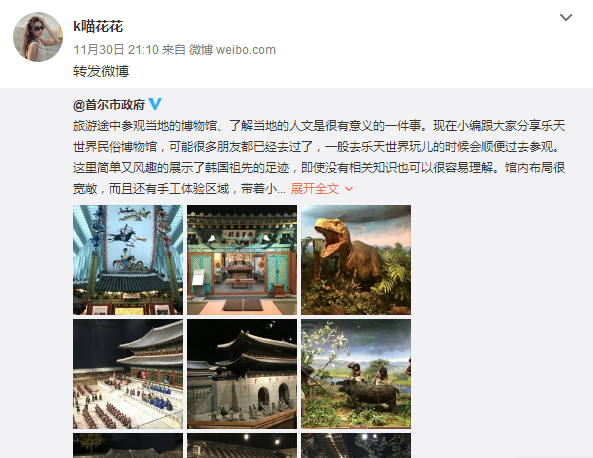 k喵花花
11月30日 21:10 来自 微博 weibo.com
转发微博
@首尔市政府
旅游途中参观当地的博物馆、了解当地的人文是很有意义的一件事。现在小编跟大家分享乐天
世界民俗博物馆，可能很多朋友都已经去过了，一般去乐天世界玩儿的时候会顺便过去参观。
这里简单又风趣的展示了韩国祖先的足迹，即使没有相关知识也可以很容易理解。馆内布局很
宽敞，而且还有手工体验区域，带着小... 展开全文